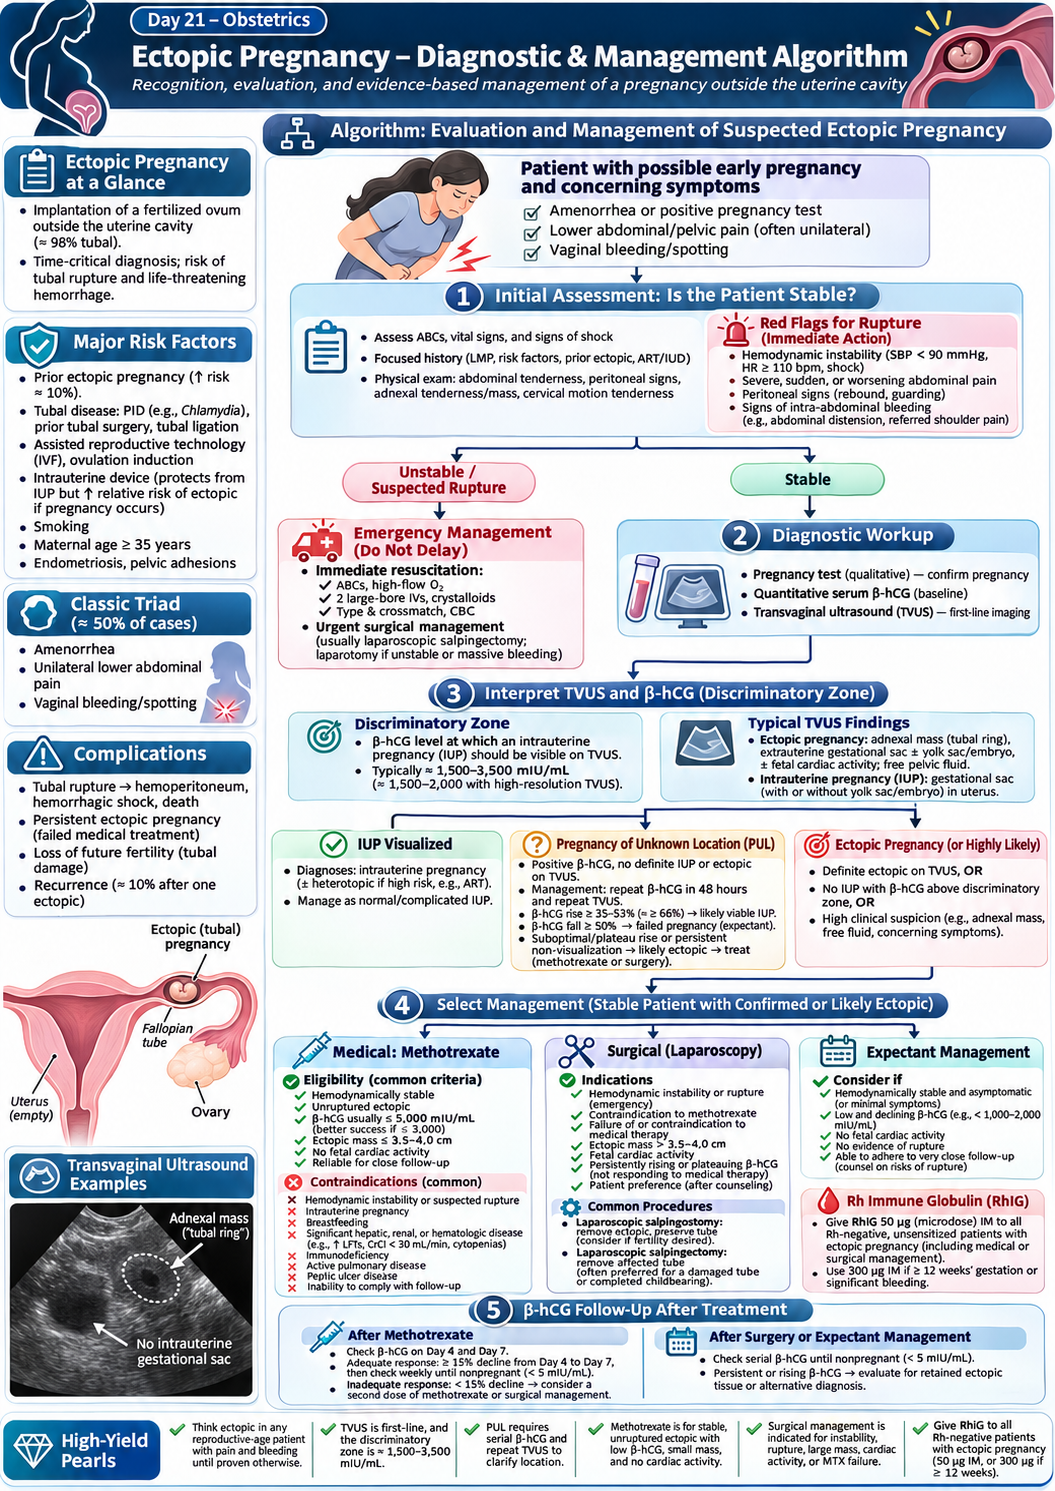 Day 21 – Obstetrics
Ectopic Pregnancy – Diagnostic & Management Algorithm
Recognition, evaluation, and evidence-based management of a pregnancy outside the uterine cavity
Ectopic Pregnancy
at a Glance
• Implantation of a fertilized ovum
outside the uterine cavity
(≈ 98% tubal).
• Time-critical diagnosis; risk of
tubal rupture and life-threatening
hemorrhage.
Major Risk Factors
• Prior ectopic pregnancy (↑ risk
≈ 10%).
• Tubal disease: PID (e.g., Chlamydia),
prior tubal surgery, tubal ligation
• Assisted reproductive technology
(IVF), ovulation induction
• Intrauterine device (protects from
IUP but ↑ relative risk of ectopic
if pregnancy occurs)
• Smoking
• Maternal age ≥ 35 years
• Endometriosis, pelvic adhesions
Classic Triad
(≈ 50% of cases)
• Amenorrhea
• Unilateral lower abdominal
pain
• Vaginal bleeding/spotting
Complications
• Tubal rupture → hemoperitoneum,
hemorrhagic shock, death
• Persistent ectopic pregnancy
(failed medical treatment)
• Loss of future fertility (tubal
damage)
• Recurrence (≈ 10% after one
ectopic)
Ectopic (tubal)
pregnancy
Fallopian
tube
Uterus
(empty)
Ovary
Transvaginal Ultrasound
Examples
Adnexal mass
("tubal ring")
No intrauterine
gestational sac
Algorithm: Evaluation and Management of Suspected Ectopic Pregnancy
Patient with possible early pregnancy
and concerning symptoms
Amenorrhea or positive pregnancy test
Lower abdominal/pelvic pain (often unilateral)
Vaginal bleeding/spotting
1 Initial Assessment: Is the Patient Stable?
• Assess ABCs, vital signs, and signs of shock
• Focused history (LMP, risk factors, prior ectopic, ART/IUD)
• Physical exam: abdominal tenderness, peritoneal signs,
adnexal tenderness/mass, cervical motion tenderness
Red Flags for Rupture
(Immediate Action)
• Hemodynamic instability (SBP < 90 mmHg,
HR ≥ 110 bpm, shock)
• Severe, sudden, or worsening abdominal pain
• Peritoneal signs (rebound, guarding)
• Signs of intra-abdominal bleeding
(e.g., abdominal distension, referred shoulder pain)
Unstable /
Suspected Rupture
Stable
Emergency Management
(Do Not Delay)
• Immediate resuscitation:
✓ ABCs, high-flow O₂
✓ 2 large-bore IVs, crystalloids
✓ Type & crossmatch, CBC
• Urgent surgical management
(usually laparoscopic salpingectomy;
laparotomy if unstable or massive bleeding)
2 Diagnostic Workup
• Pregnancy test (qualitative) — confirm pregnancy
• Quantitative serum β-hCG (baseline)
• Transvaginal ultrasound (TVUS) — first-line imaging
3 Interpret TVUS and β-hCG (Discriminatory Zone)
Discriminatory Zone
• β-hCG level at which an intrauterine
pregnancy (IUP) should be visible on TVUS.
• Typically ≈ 1,500–3,500 mIU/mL
(≈ 1,500–2,000 with high-resolution TVUS).
Typical TVUS Findings
• Ectopic pregnancy: adnexal mass (tubal ring),
extrauterine gestational sac ± yolk sac/embryo,
± fetal cardiac activity; free pelvic fluid.
• Intrauterine pregnancy (IUP): gestational sac
(with or without yolk sac/embryo) in uterus.
IUP Visualized
• Diagnoses: intrauterine pregnancy
(± heterotopic if high risk, e.g., ART).
• Manage as normal/complicated IUP.
Pregnancy of Unknown Location (PUL)
• Positive β-hCG, no definite IUP or ectopic
on TVUS.
• Management: repeat β-hCG in 48 hours
and repeat TVUS.
• β-hCG rise ≥ 35–53% (≈ ≥ 66%) → likely viable IUP.
• β-hCG fall ≥ 50% → failed pregnancy (expectant).
• Suboptimal/plateau rise or persistent
non-visualization → likely ectopic → treat
(methotrexate or surgery).
Ectopic Pregnancy (or Highly Likely)
• Definite ectopic on TVUS, OR
• No IUP with β-hCG above discriminatory
zone, OR
• High clinical suspicion (e.g., adnexal mass,
free fluid, concerning symptoms).
4 Select Management (Stable Patient with Confirmed or Likely Ectopic)
Medical: Methotrexate
Eligibility (common criteria)
✓ Hemodynamically stable
✓ Unruptured ectopic
✓ β-hCG usually ≤ 5,000 mIU/mL
(better success if ≤ 3,000)
✓ Ectopic mass ≤ 3.5–4.0 cm
✓ No fetal cardiac activity
✓ Reliable for close follow-up
Contraindications (common)
✕ Hemodynamic instability or suspected rupture
✕ Intrauterine pregnancy
✕ Breastfeeding
✕ Significant hepatic, renal, or hematologic disease
(e.g., ↑ LFTs, CrCl < 30 mL/min, cytopenias)
✕ Immunodeficiency
✕ Active pulmonary disease
✕ Peplic ulcer disease
✕ Inability to comply with follow-up
Surgical (Laparoscopy)
Indications
✓ Hemodynamic instability or rupture
(emergency)
✓ Contraindication to methotrexate
✓ Failure of or contraindication to
medical therapy
✓ Ectopic mass > 3.5–4.0 cm
✓ Fetal cardiac activity
✓ Persistently rising or plateauing β-hCG
(not responding to medical therapy)
✓ Patient preference (after counseling)
Common Procedures
• Laparoscopic salpingostomy:
remove ectopic, preserve tube
(consider if fertility desired).
• Laparoscopic salpingectomy:
remove affected tube
(often preferred for a damaged tube
or completed childbearing).
Expectant Management
Consider if
✓ Hemodynamically stable and asymptomatic
(or minimal symptoms)
✓ Low and declining β-hCG (e.g., < 1,000–2,000
mIU/mL)
✓ No fetal cardiac activity
✓ No evidence of rupture
✓ Able to adhere to very close follow-up
(counsel on risks of rupture)
Rh Immune Globulin (RhIG)
• Give RhIG 50 µg (microdose) IM to all
Rh-negative, unsensitized patients with
ectopic pregnancy (including medical or
surgical management).
• Use 300 µg IM if ≥ 12 weeks' gestation or
significant bleeding.
5 β-hCG Follow-Up After Treatment
After Methotrexate
• Check β-hCG on Day 4 and Day 7.
• Adequate response: ≥ 15% decline from Day 4 to Day 7,
then check weekly until nonpregnant (< 5 mIU/mL).
• Inadequate response: < 15% decline → consider a
second dose of methotrexate or surgical management.
After Surgery or Expectant Management
• Check serial β-hCG until nonpregnant (< 5 mIU/mL).
• Persistent or rising β-hCG → evaluate for retained ectopic
tissue or alternative diagnosis.
High-Yield
Pearls
✓ Think ectopic in any
reproductive-age patient
with pain and bleeding
until proven otherwise.
✓ TVUS is first-line, and
the discriminatory
zone is ≈ 1,500–3,500
mIU/mL.
✓ PUL requires
serial β-hCG and
repeat TVUS to
clarify location.
✓ Methotrexate is for stable,
unruptured ectopic with
low β-hCG, small mass,
and no cardiac activity.
✓ Surgical management is
indicated for instability,
rupture, large mass, cardiac
activity, or MTX failure.
✓ Give RhIG to all
Rh-negative patients
with ectopic pregnancy
(50 µg IM, or 300 µg if
≥ 12 weeks).